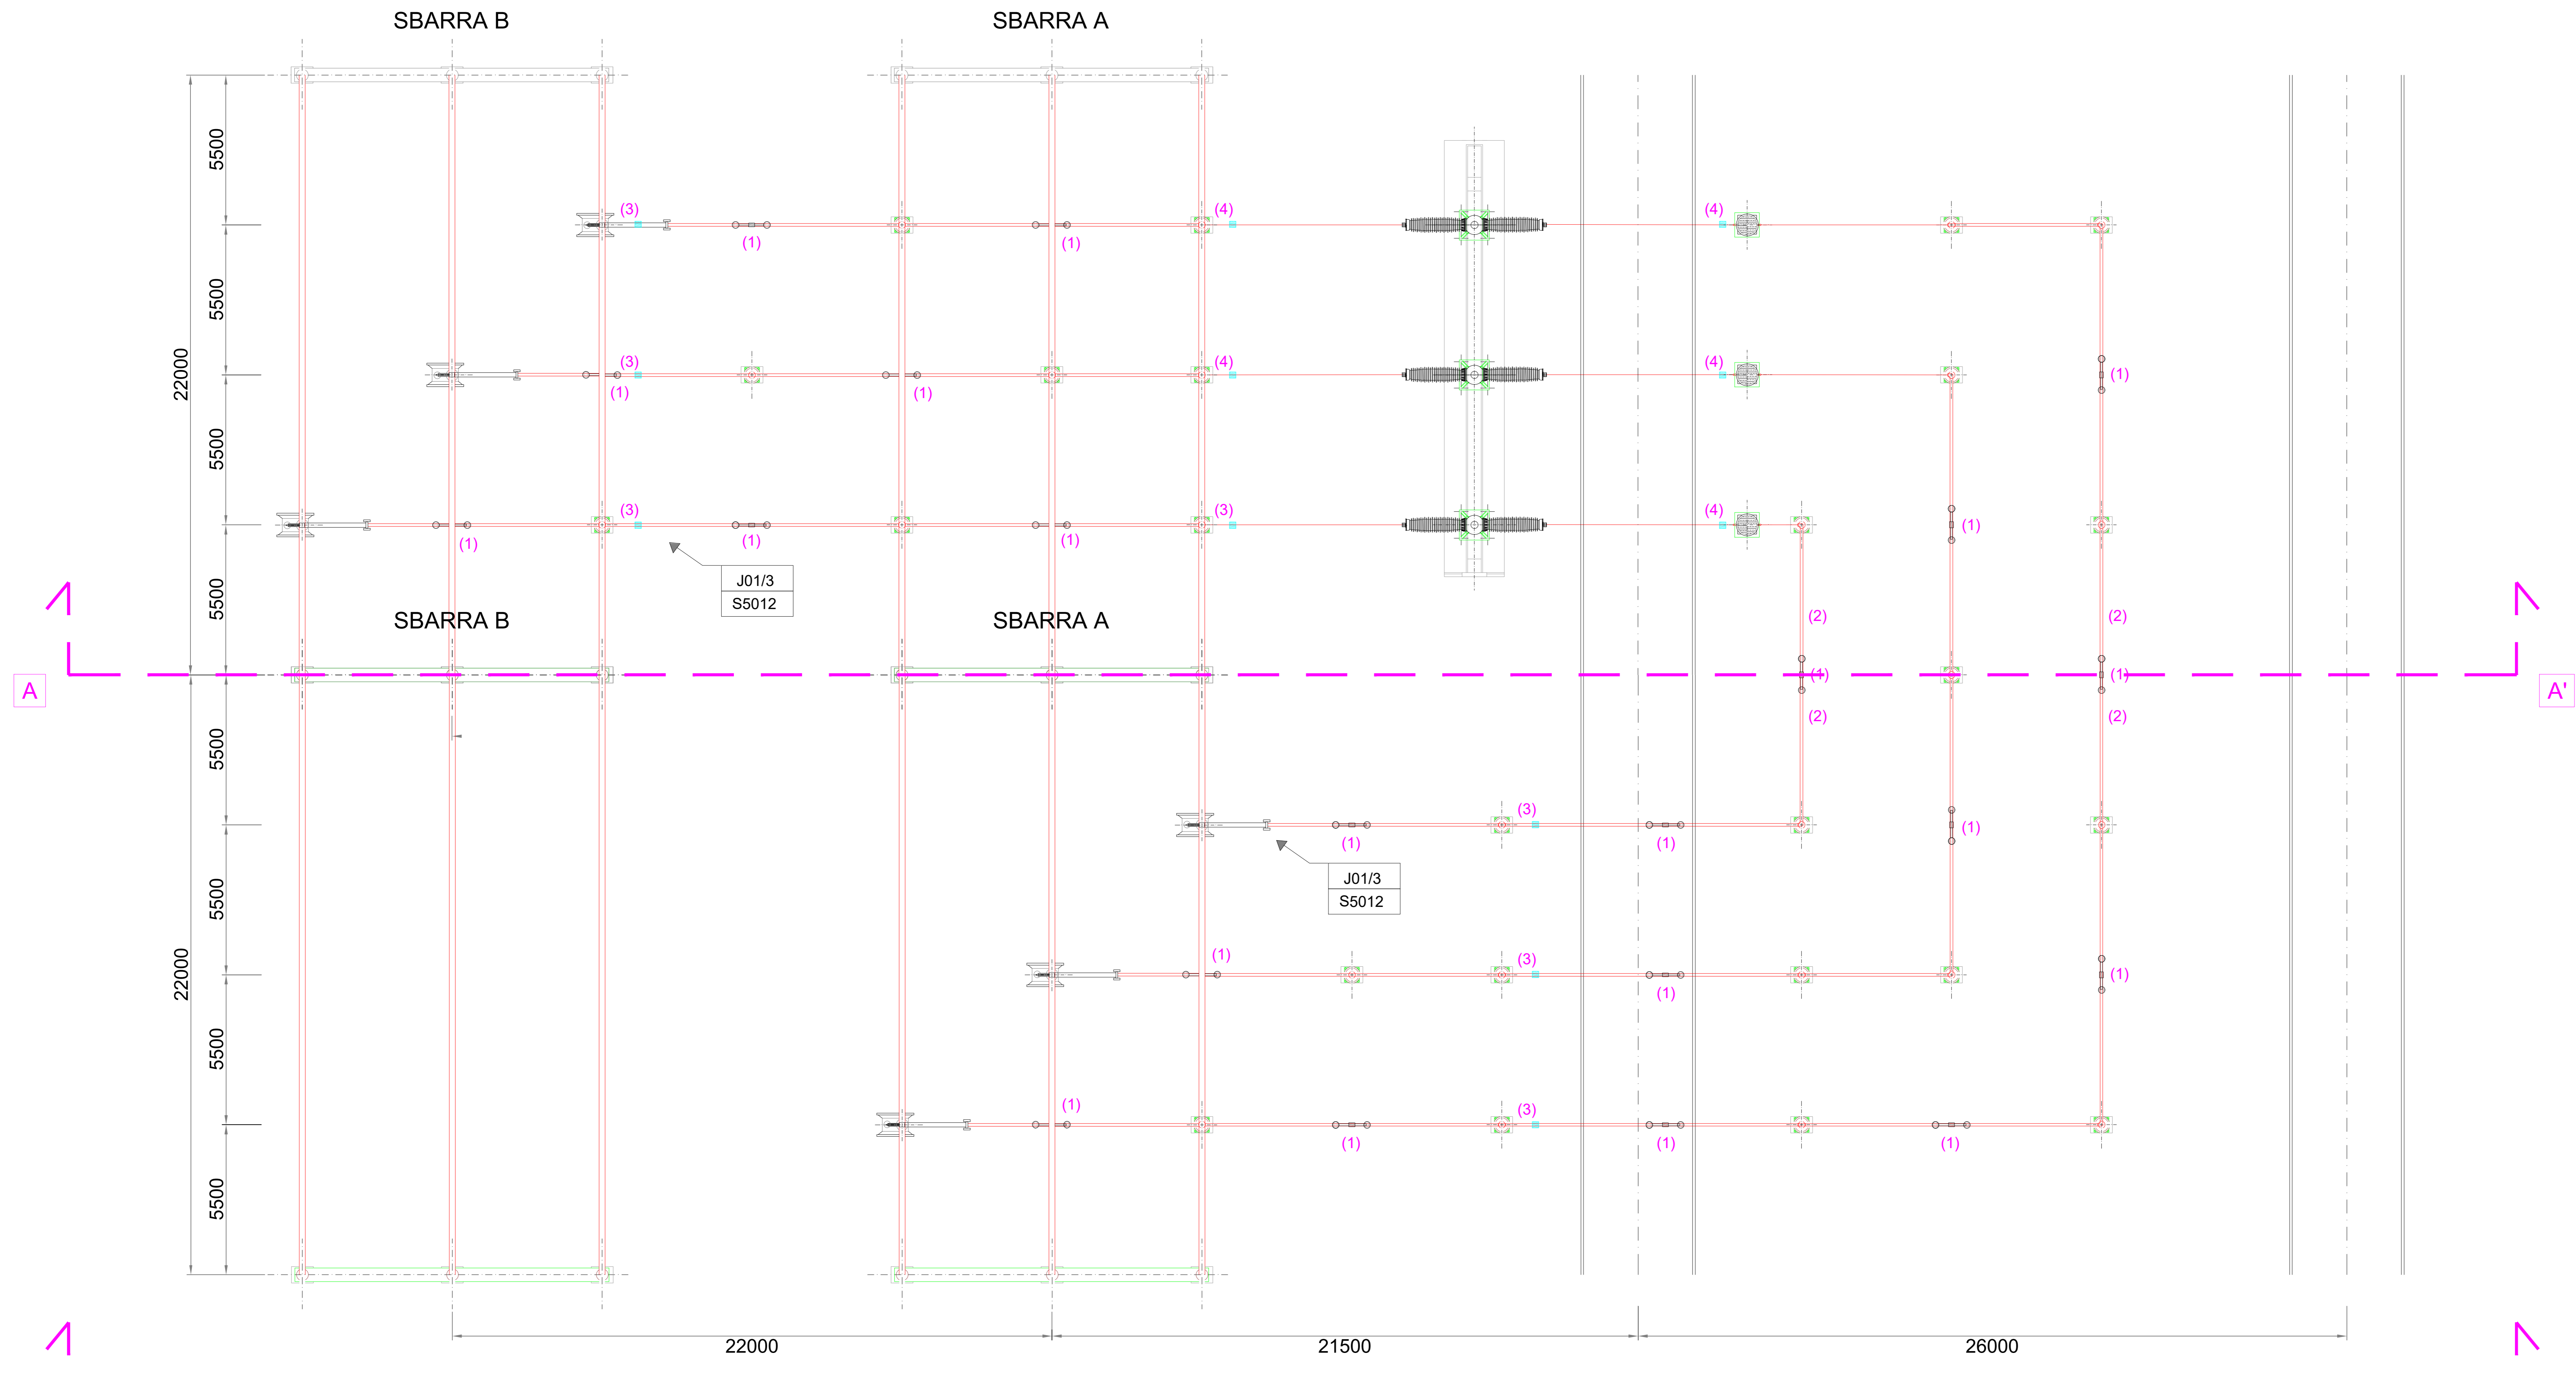 SBARRA B SBARRA A
5500
(3) (4) (4)
(1) (1)
5500
22000
(3) (4) (4)
(1) (1) (1)
5500
(3) (3) (4) (1)
(1) (1) (1)
J01/3
S5012
5500
SBARRA B SBARRA A
(2) (2)
A (1) (1) A'
(2) (2)
5500
(3)
(1) (1) (1)
J01/3
S5012
5500
22000
(1) (3)
(1) (1)
5500
(1) (3)
(1) (1) (1)
5500
22000 21500 26000